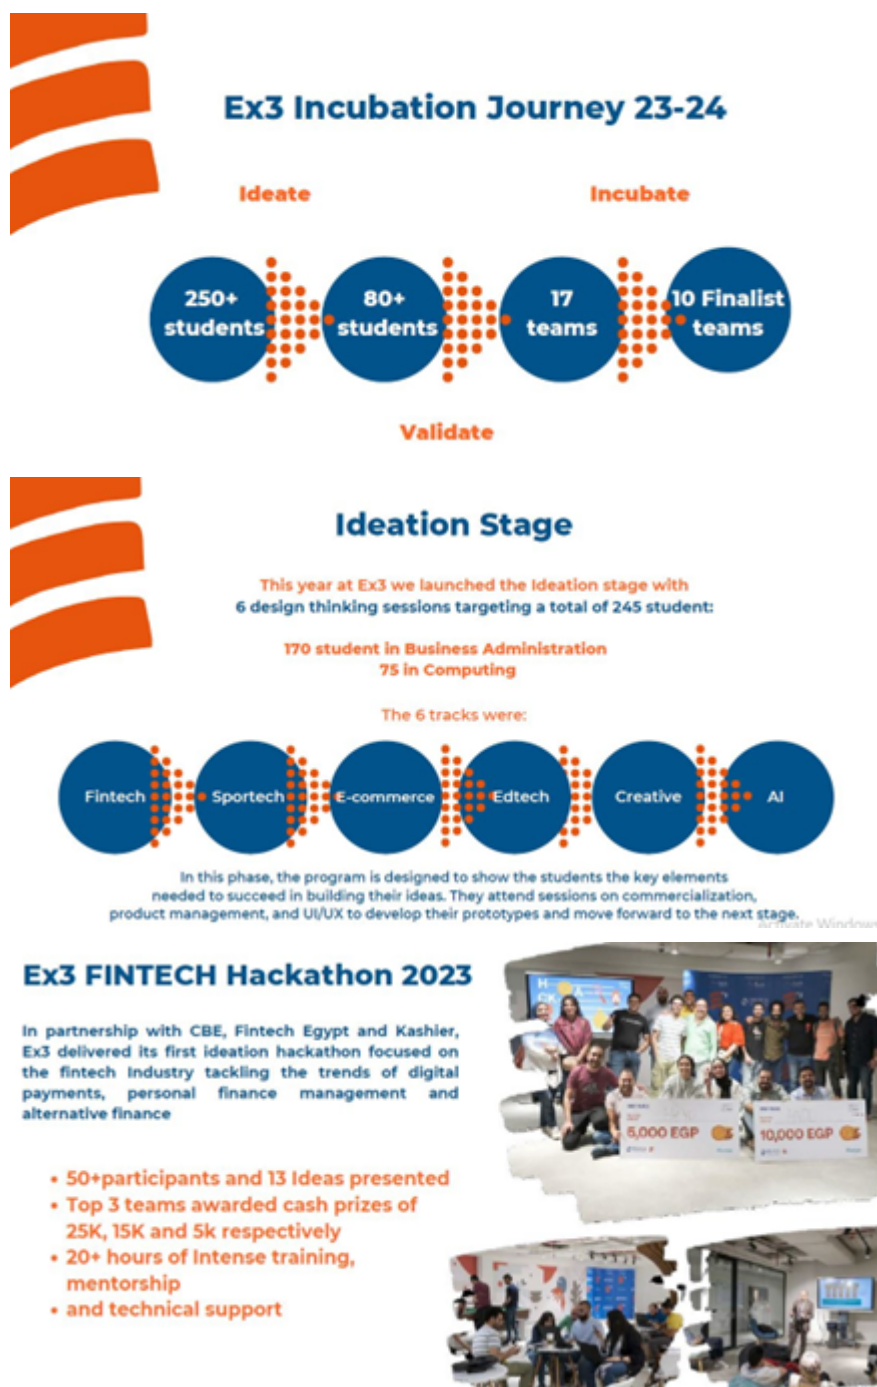 Ex3 Incubation Journey 23-24
Ideate
Incubate
250+
students
80+
students
17
teams
10 Finalist
teams
Validate
Ideation Stage
This year at Ex3 we launched the Ideation stage with
6 design thinking sessions targeting a total of 245 student:
170 student in Business Administration
75 in Computing
The 6 tracks were:
Fintech
Sportech
E-commerce
Edtech
Creative
AI
In this phase, the program is designed to show the students the key elements
needed to succeed in building their ideas. They attend sessions on commercialization,
product management, and UI/UX to develop their prototypes and move forward to the next stage.
Activate Windows
Ex3 FINTECH Hackathon 2023
In partnership with CBE, Fintech Egypt and Kashier,
Ex3 delivered its first ideation hackathon focused on
the fintech Industry tackling the trends of digital
payments, personal finance management and
alternative finance
• 50+participants and 13 Ideas presented
• Top 3 teams awarded cash prizes of
25K, 15K and 5k respectively
• 20+ hours of Intense training,
mentorship
• and technical support
5,000 EGP
10,000 EGP